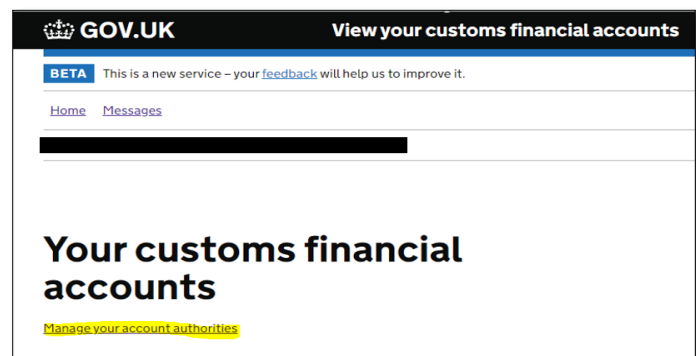 GOV.UK View your customs financial accounts
BETA This is a new service – your feedback will help us to improve it.
Home Messages
Your customs financial
accounts
Manage your account authorities